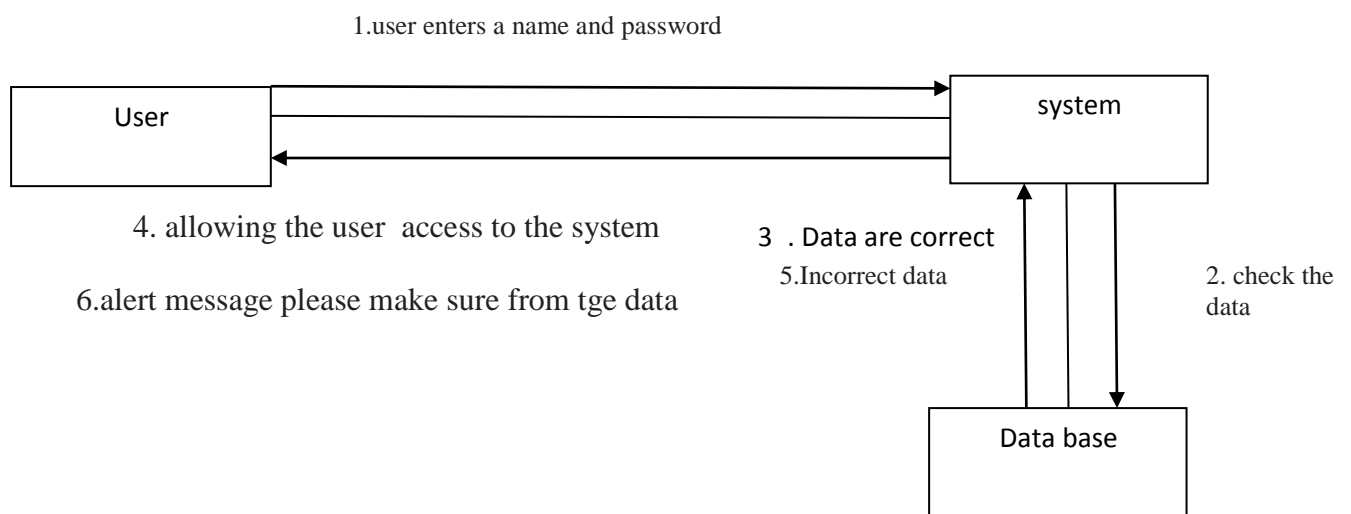 1.user enters a name and password
User
system
4. allowing the user  access to the system
3  . Data are correct
5.Incorrect data
2. check the
data
6.alert message please make sure from tge data
Data base